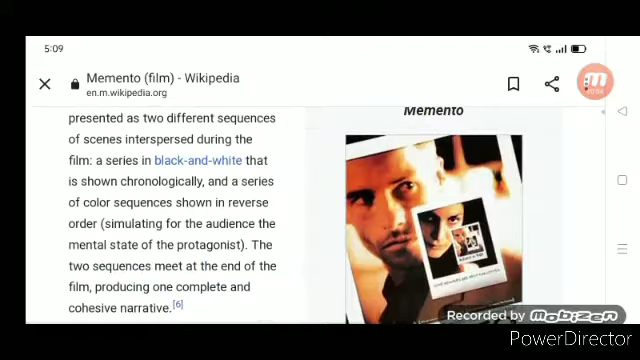 5:09
Memento (film) - Wikipedia
en.m.wikipedia.org
presented as two different sequences
of scenes interspersed during the
film: a series in black-and-white that
is shown chronologically, and a series
of color sequences shown in reverse
order (simulating for the audience the
mental state of the protagonist). The
two sequences meet at the end of the
film, producing one complete and
cohesive narrative.[6]
Memento
Recorded by Mobizen
PowerDirector